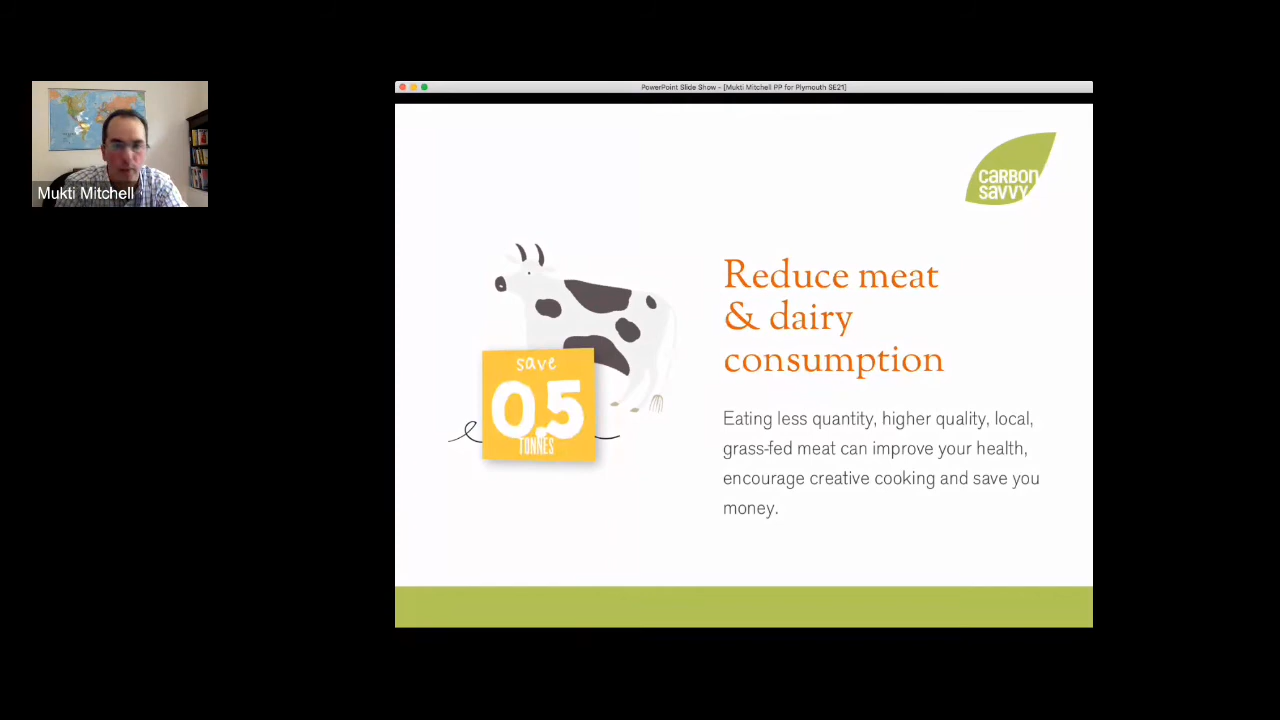 PowerPoint Slide Show - [Mukti Mitchell PP for Plymouth SE21]
Mukti Mitchell
CARBON
SAVVY
Reduce meat
& dairy
consumption
save
0.5
TONNES
Eating less quantity, higher quality, local,
grass-fed meat can improve your health,
encourage creative cooking and save you
money.